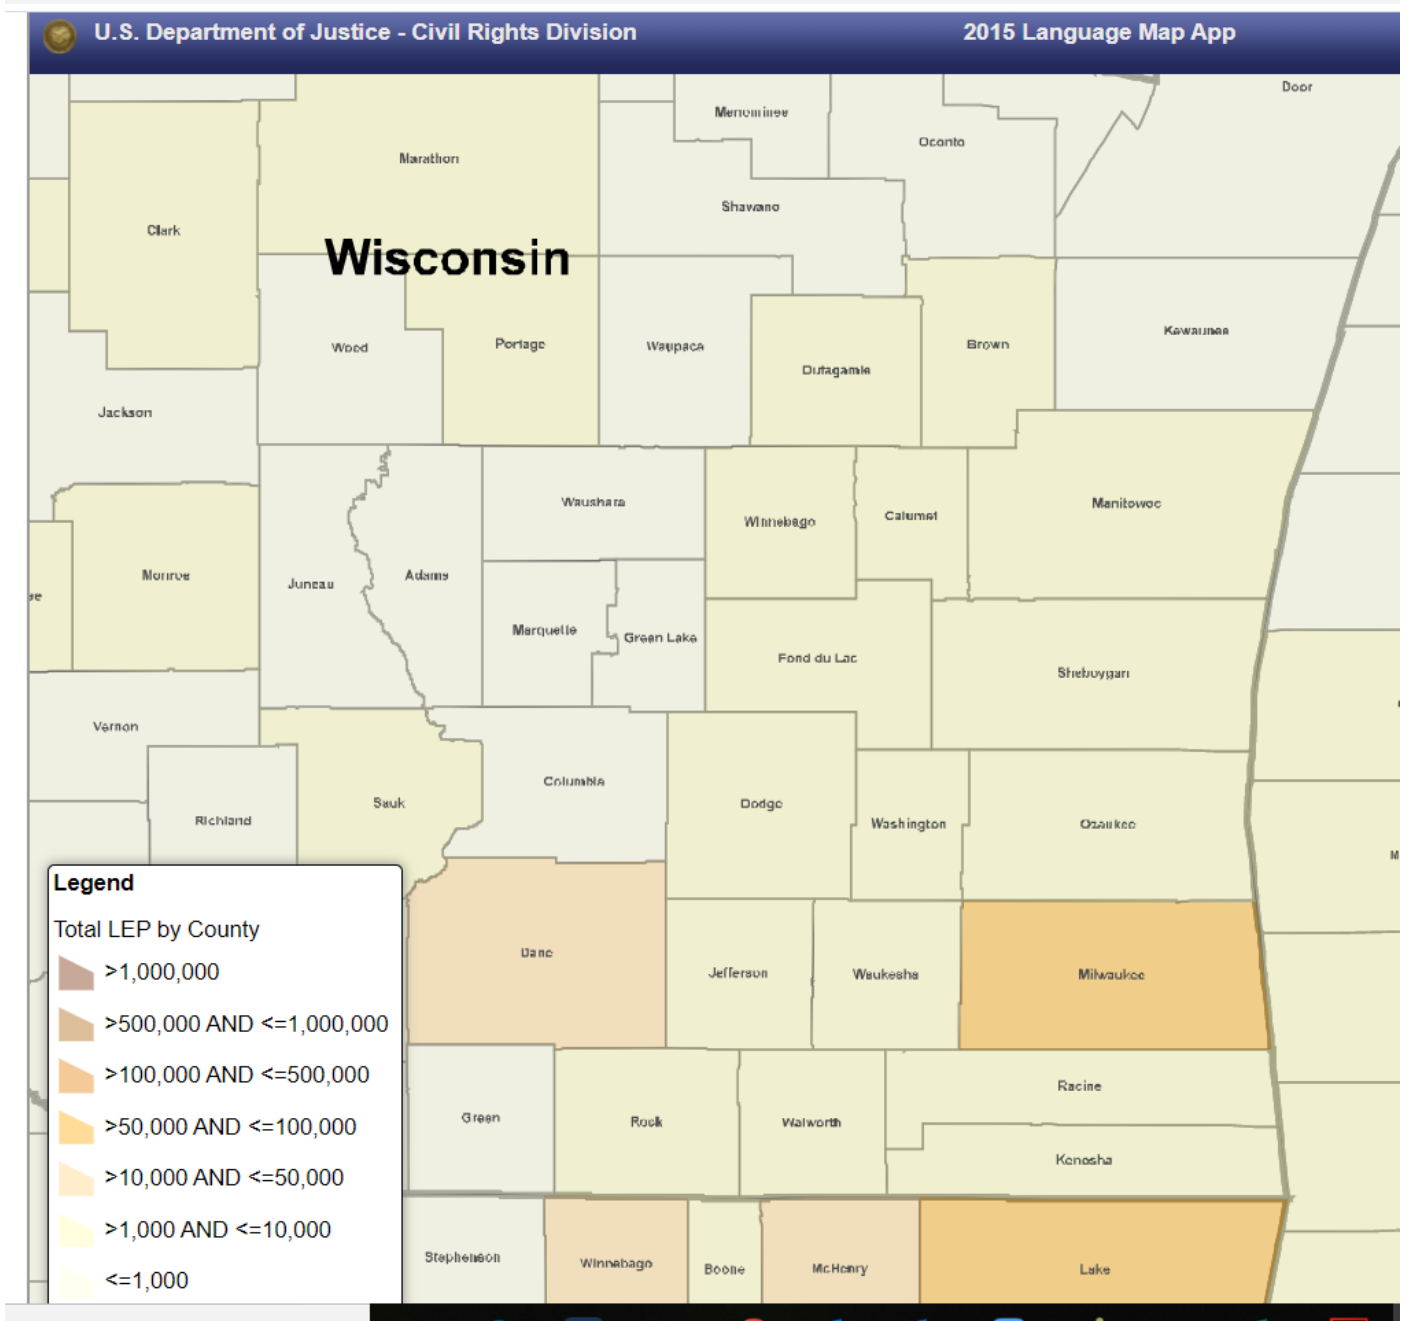 U.S. Department of Justice - Civil Rights Division
2015 Language Map App
Door
Menominee
Oconto
Marathon
Shawano
Clark
Wisconsin
Kewaunee
Wood
Portage
Waupaca
Brown
Outagamie
Jackson
Waushara
Manitowoc
Winnebago
Calumet
Monroe
Adams
Juneau
se
Marquette
Green Lake
Fond du Lac
Sheboygan
Vernon
Columbia
Sauk
Dodge
Richland
Washington
Ozaukee
M
Dane
Jefferson
Waukesha
Milwaukee
Racine
Green
Rock
Walworth
Kenosha
Stephenson
Winnebago
Boone
McHenry
Lake
Legend
Total LEP by County
>1,000,000
>500,000 AND <=1,000,000
>100,000 AND <=500,000
>50,000 AND <=100,000
>10,000 AND <=50,000
>1,000 AND <=10,000
<=1,000